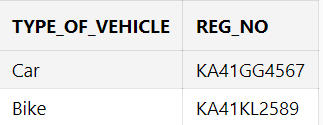 TYPE_OF_VEHICLE REG_NO
Car KA41GG4567
Bike KA41KL2589